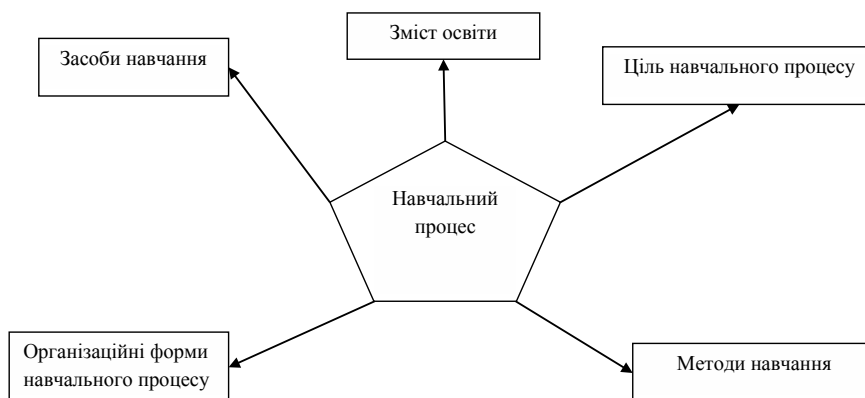 Зміст освіти
Засоби навчання
Ціль навчального процесу
Навчальний
процес
Організаційні форми
навчального процесу
Методи навчання